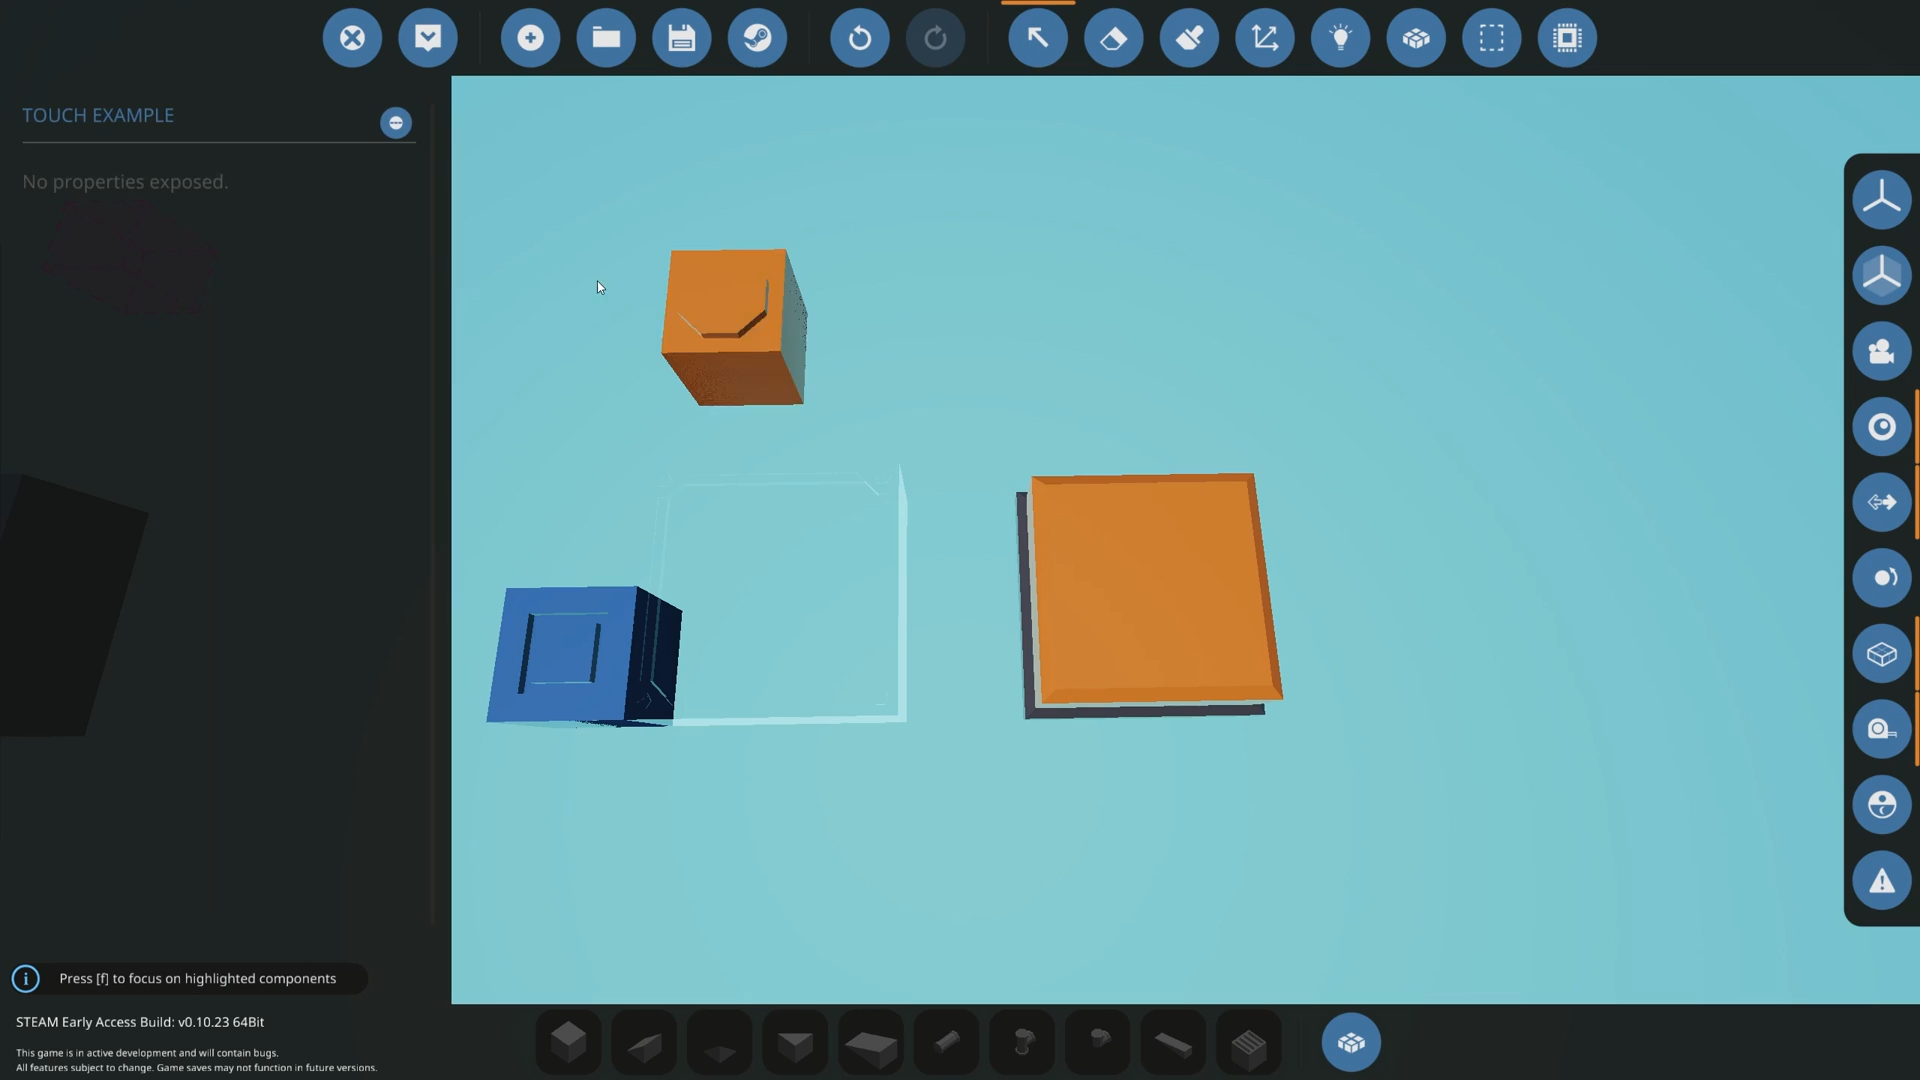 TOUCH EXAMPLE
No properties exposed.
Press [f] to focus on highlighted components
STEAM Early Access Build: v0.10.23 64Bit
This game is in active development and will contain bugs.
All features subject to change. Game saves may not function in future versions.